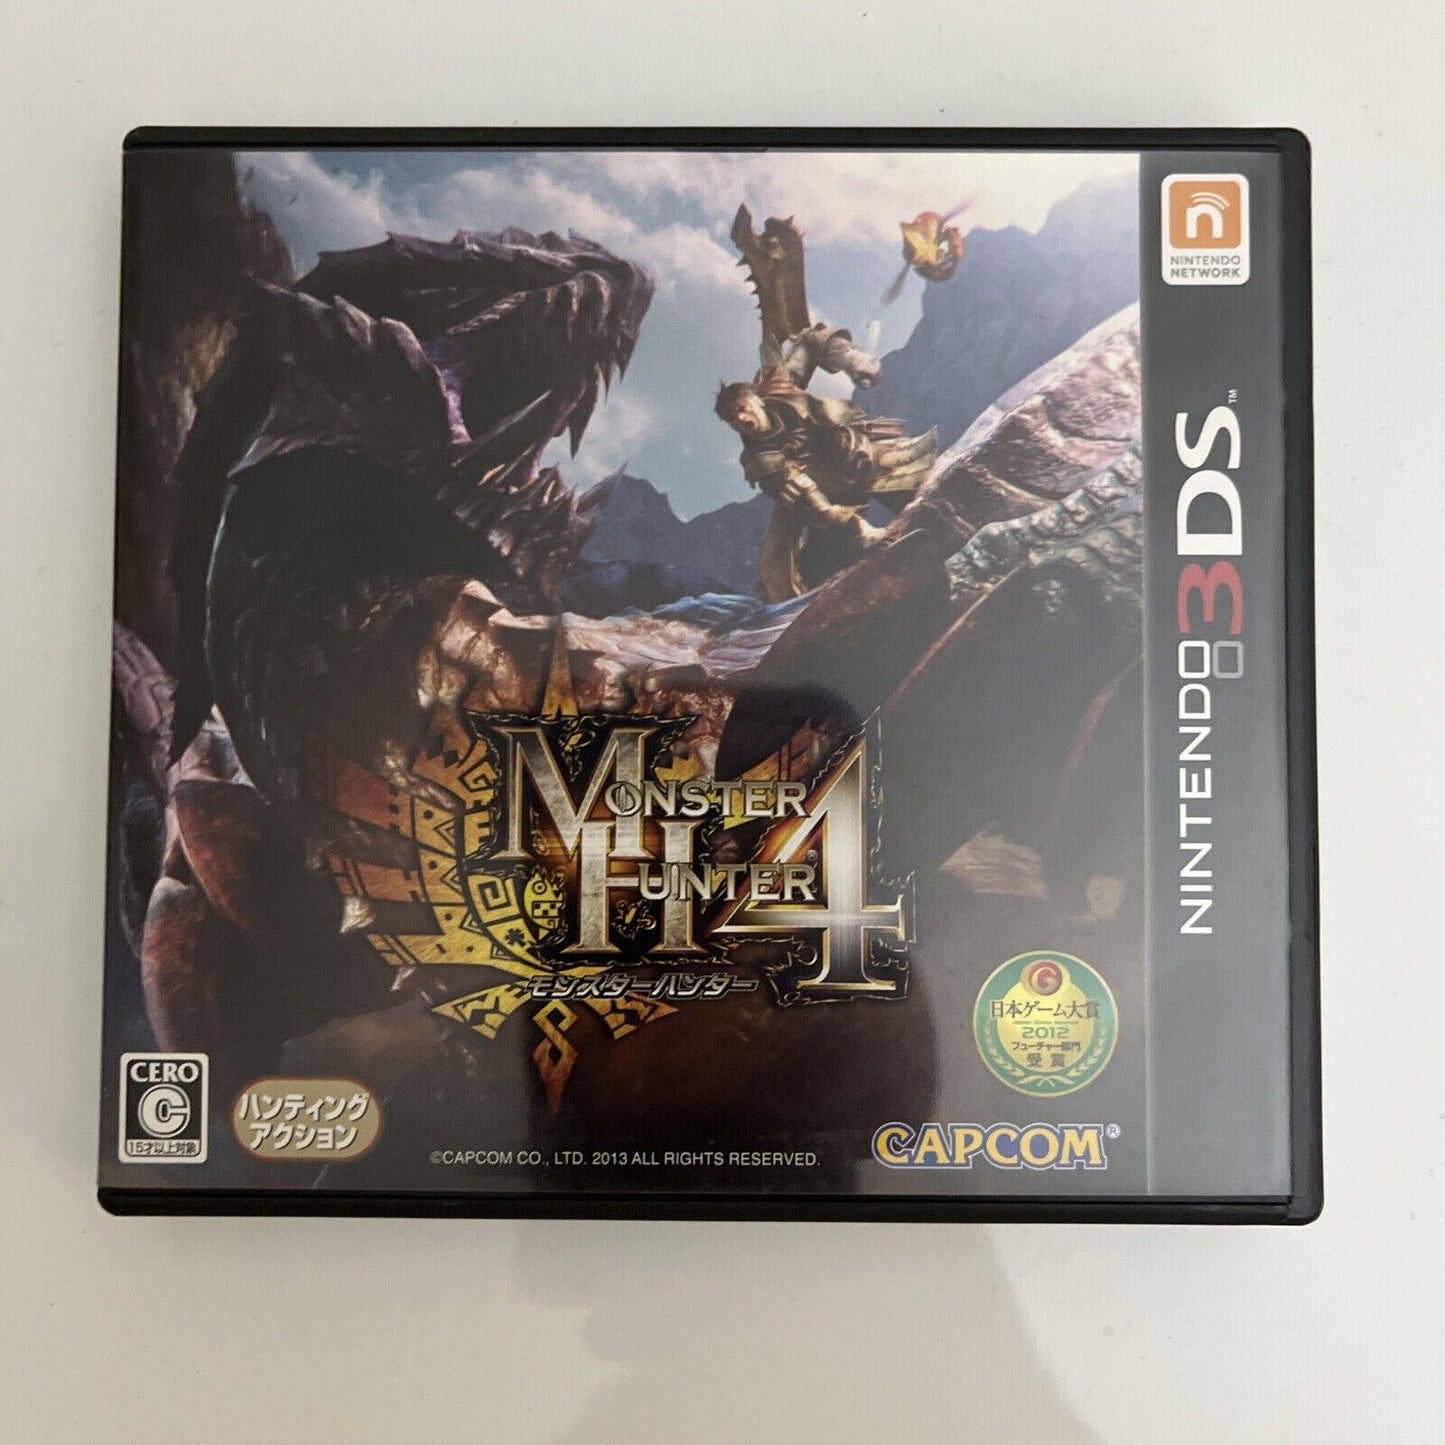 n
NINTENDO
NETWORK
NINTENDO 3DS™
MONSTER
HUNTER 4
モンスターハンター
G
日本ゲーム大賞
2012
フューチャー部門
受賞
CERO
C
15才以上対象
ハンティング
アクション
©CAPCOM CO., LTD. 2013 ALL RIGHTS RESERVED.
CAPCOM®